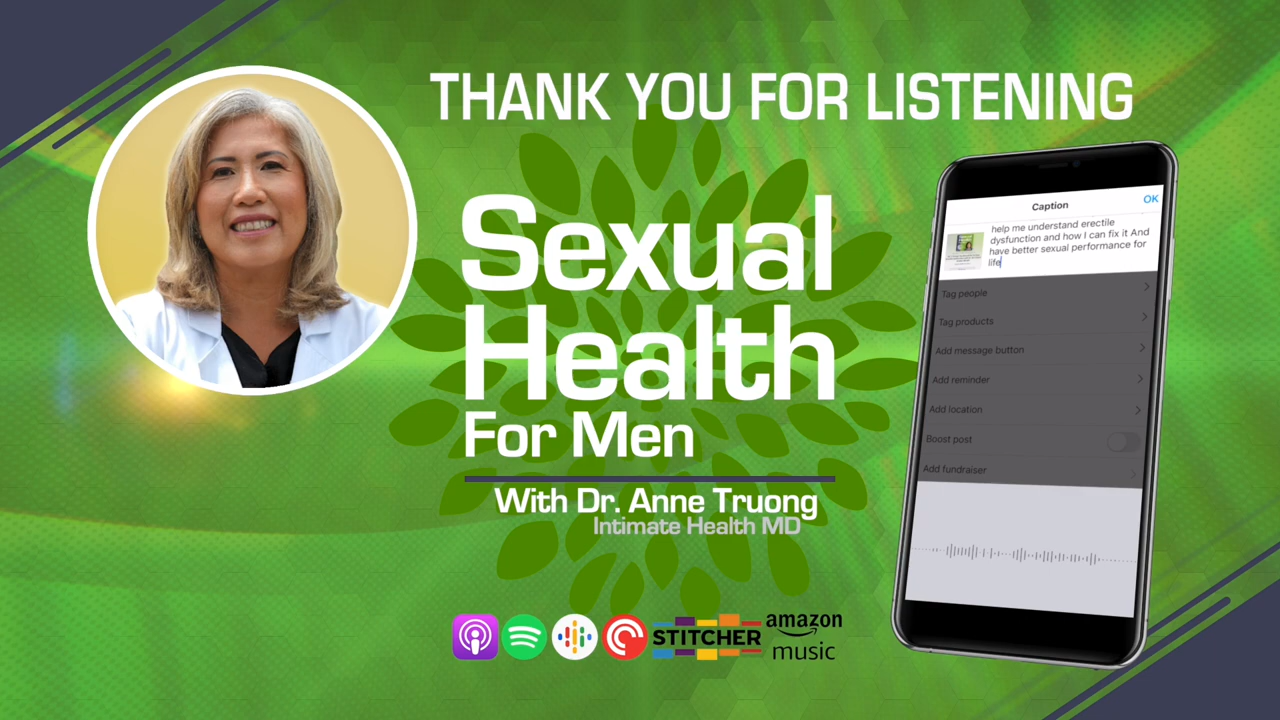 THANK YOU FOR LISTENING
Sexual
Health
For Men
With Dr. Anne Truong
Intimate Health MD
STITCHER
amazon
music
Caption
OK
help me understand erectile
dysfunction and how I can fix it And
have better sexual performance for
life
Tag people
Tag products
Add message button
Add reminder
Add location
Boost post
Add fundraiser